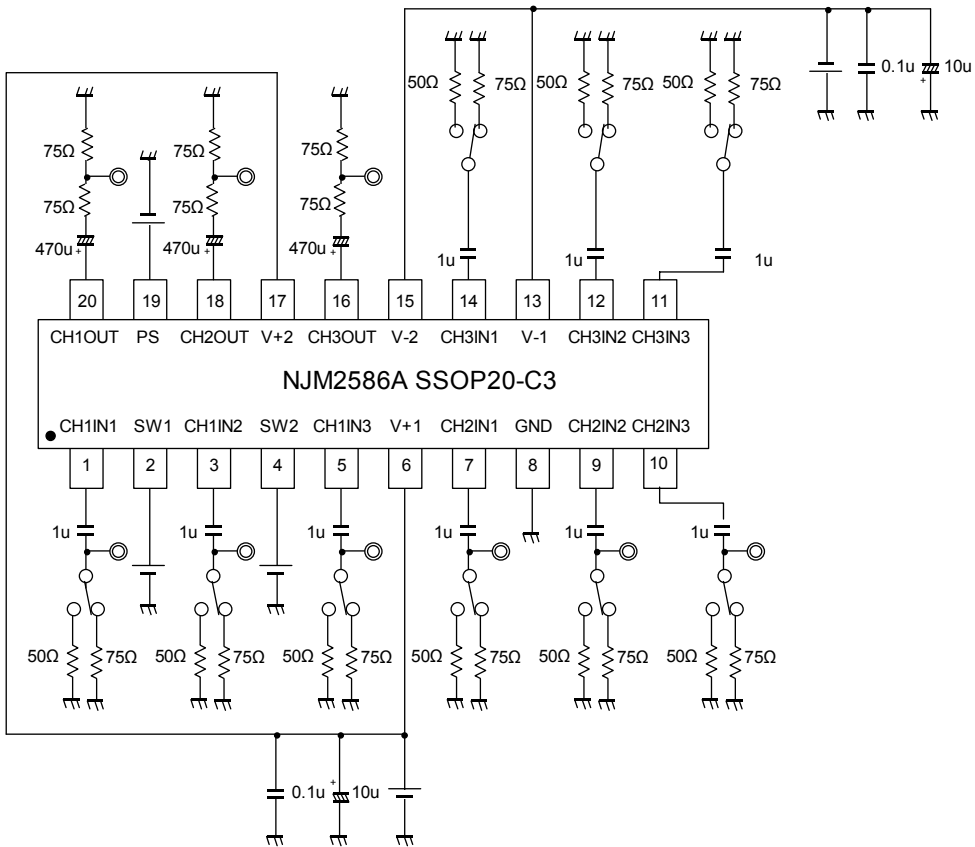 50Ω 75Ω 50Ω 75Ω 50Ω 75Ω 0.1u + 10u
75Ω 75Ω 75Ω
75Ω 75Ω 75Ω
470u + 470u + 470u + 1u 1u 1u
20 19 18 17 16 15 14 13 12 11
CH1OUT PS CH2OUT V+2 CH3OUT V-2 CH3IN1 V-1 CH3IN2 CH3IN3
NJM2586A SSOP20-C3
CH1IN1 SW1 CH1IN2 SW2 CH1IN3 V+1 CH2IN1 GND CH2IN2 CH2IN3
1 2 3 4 5 6 7 8 9 10
1u 1u 1u 1u 1u 1u
50Ω 75Ω 50Ω 75Ω 50Ω 75Ω 50Ω 75Ω 50Ω 75Ω 50Ω 75Ω
0.1u + 10u